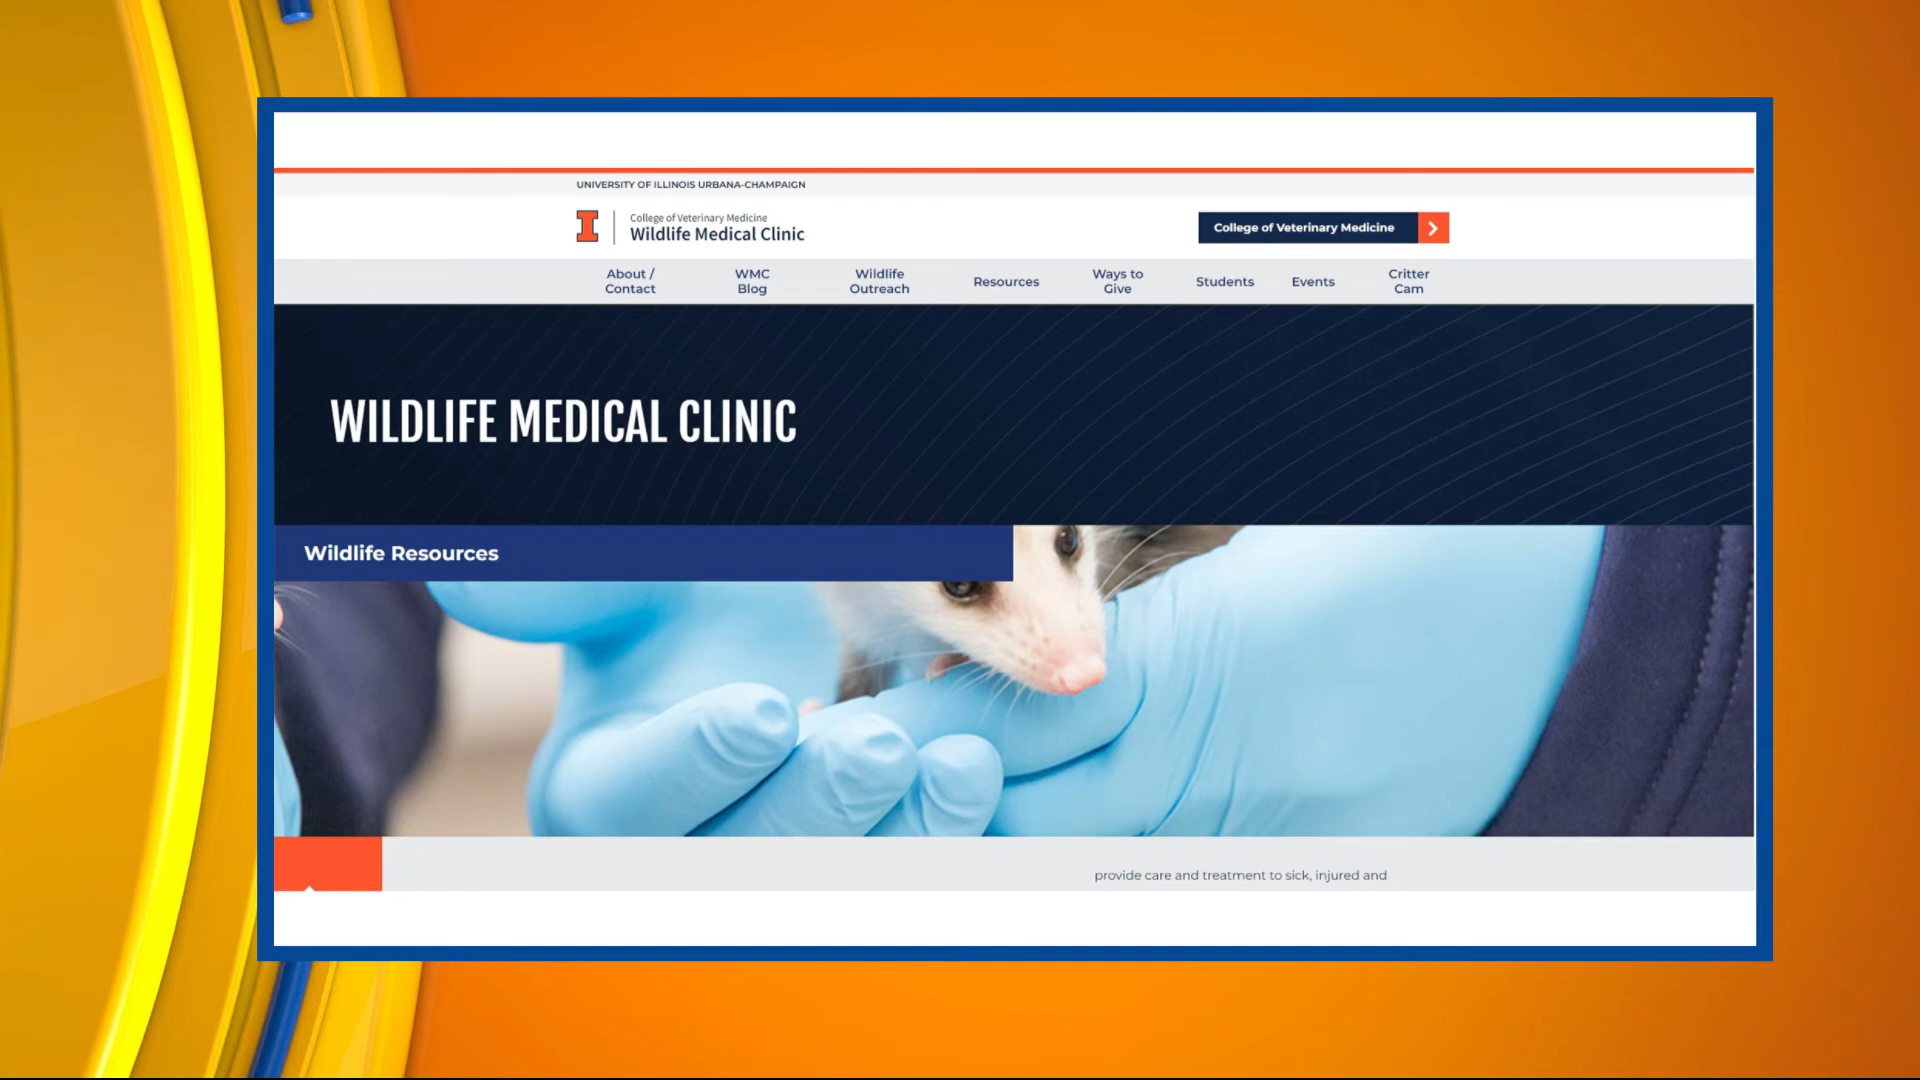 UNIVERSITY OF ILLINOIS URBANA-CHAMPAIGN
I
College of Veterinary Medicine
Wildlife Medical Clinic
College of Veterinary Medicine
About / Contact
WMC Blog
Wildlife Outreach
Resources
Ways to Give
Students
Events
Critter Cam
WILDLIFE MEDICAL CLINIC
Wildlife Resources
provide care and treatment to sick, injured and